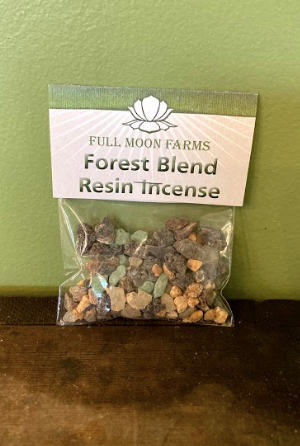 FULL MOON FARMS
Forest Blend
Resin Incense